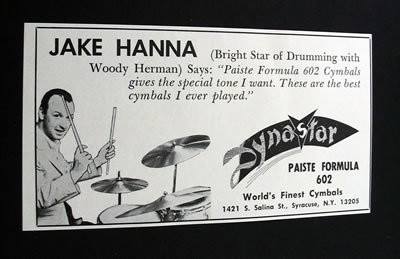 JAKE HANNA (Bright Star of Drumming with
Woody Herman) Says: "Paiste Formula 602 Cymbals
gives the special tone I want. These are the best
cymbals I ever played."
Dynastar
PAISTE FORMULA
602
World's Finest Cymbals
1421 S. Salina St., Syracuse, N.Y. 13205